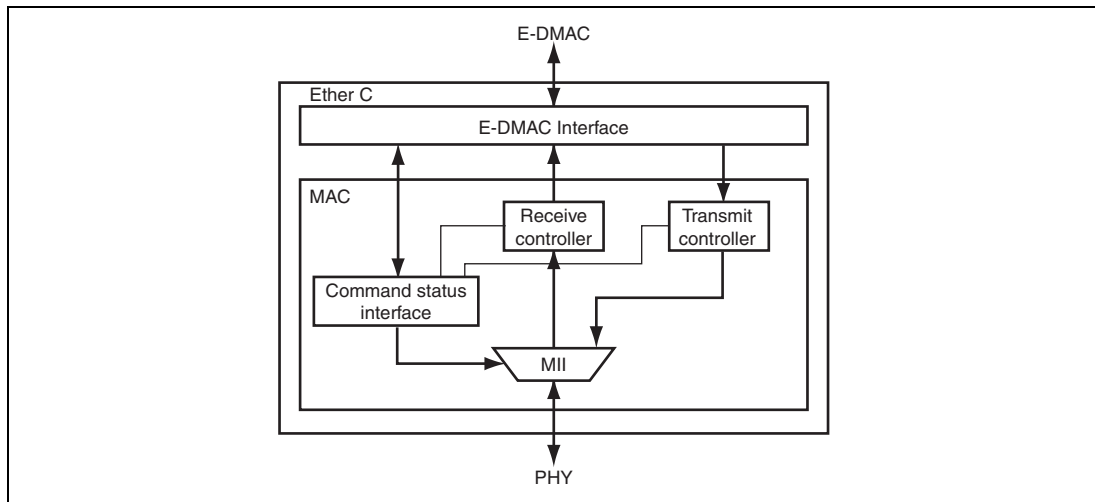 E-DMAC
Ether C
E-DMAC Interface
MAC
Receive
controller
Transmit
controller
Command status
interface
MII
PHY